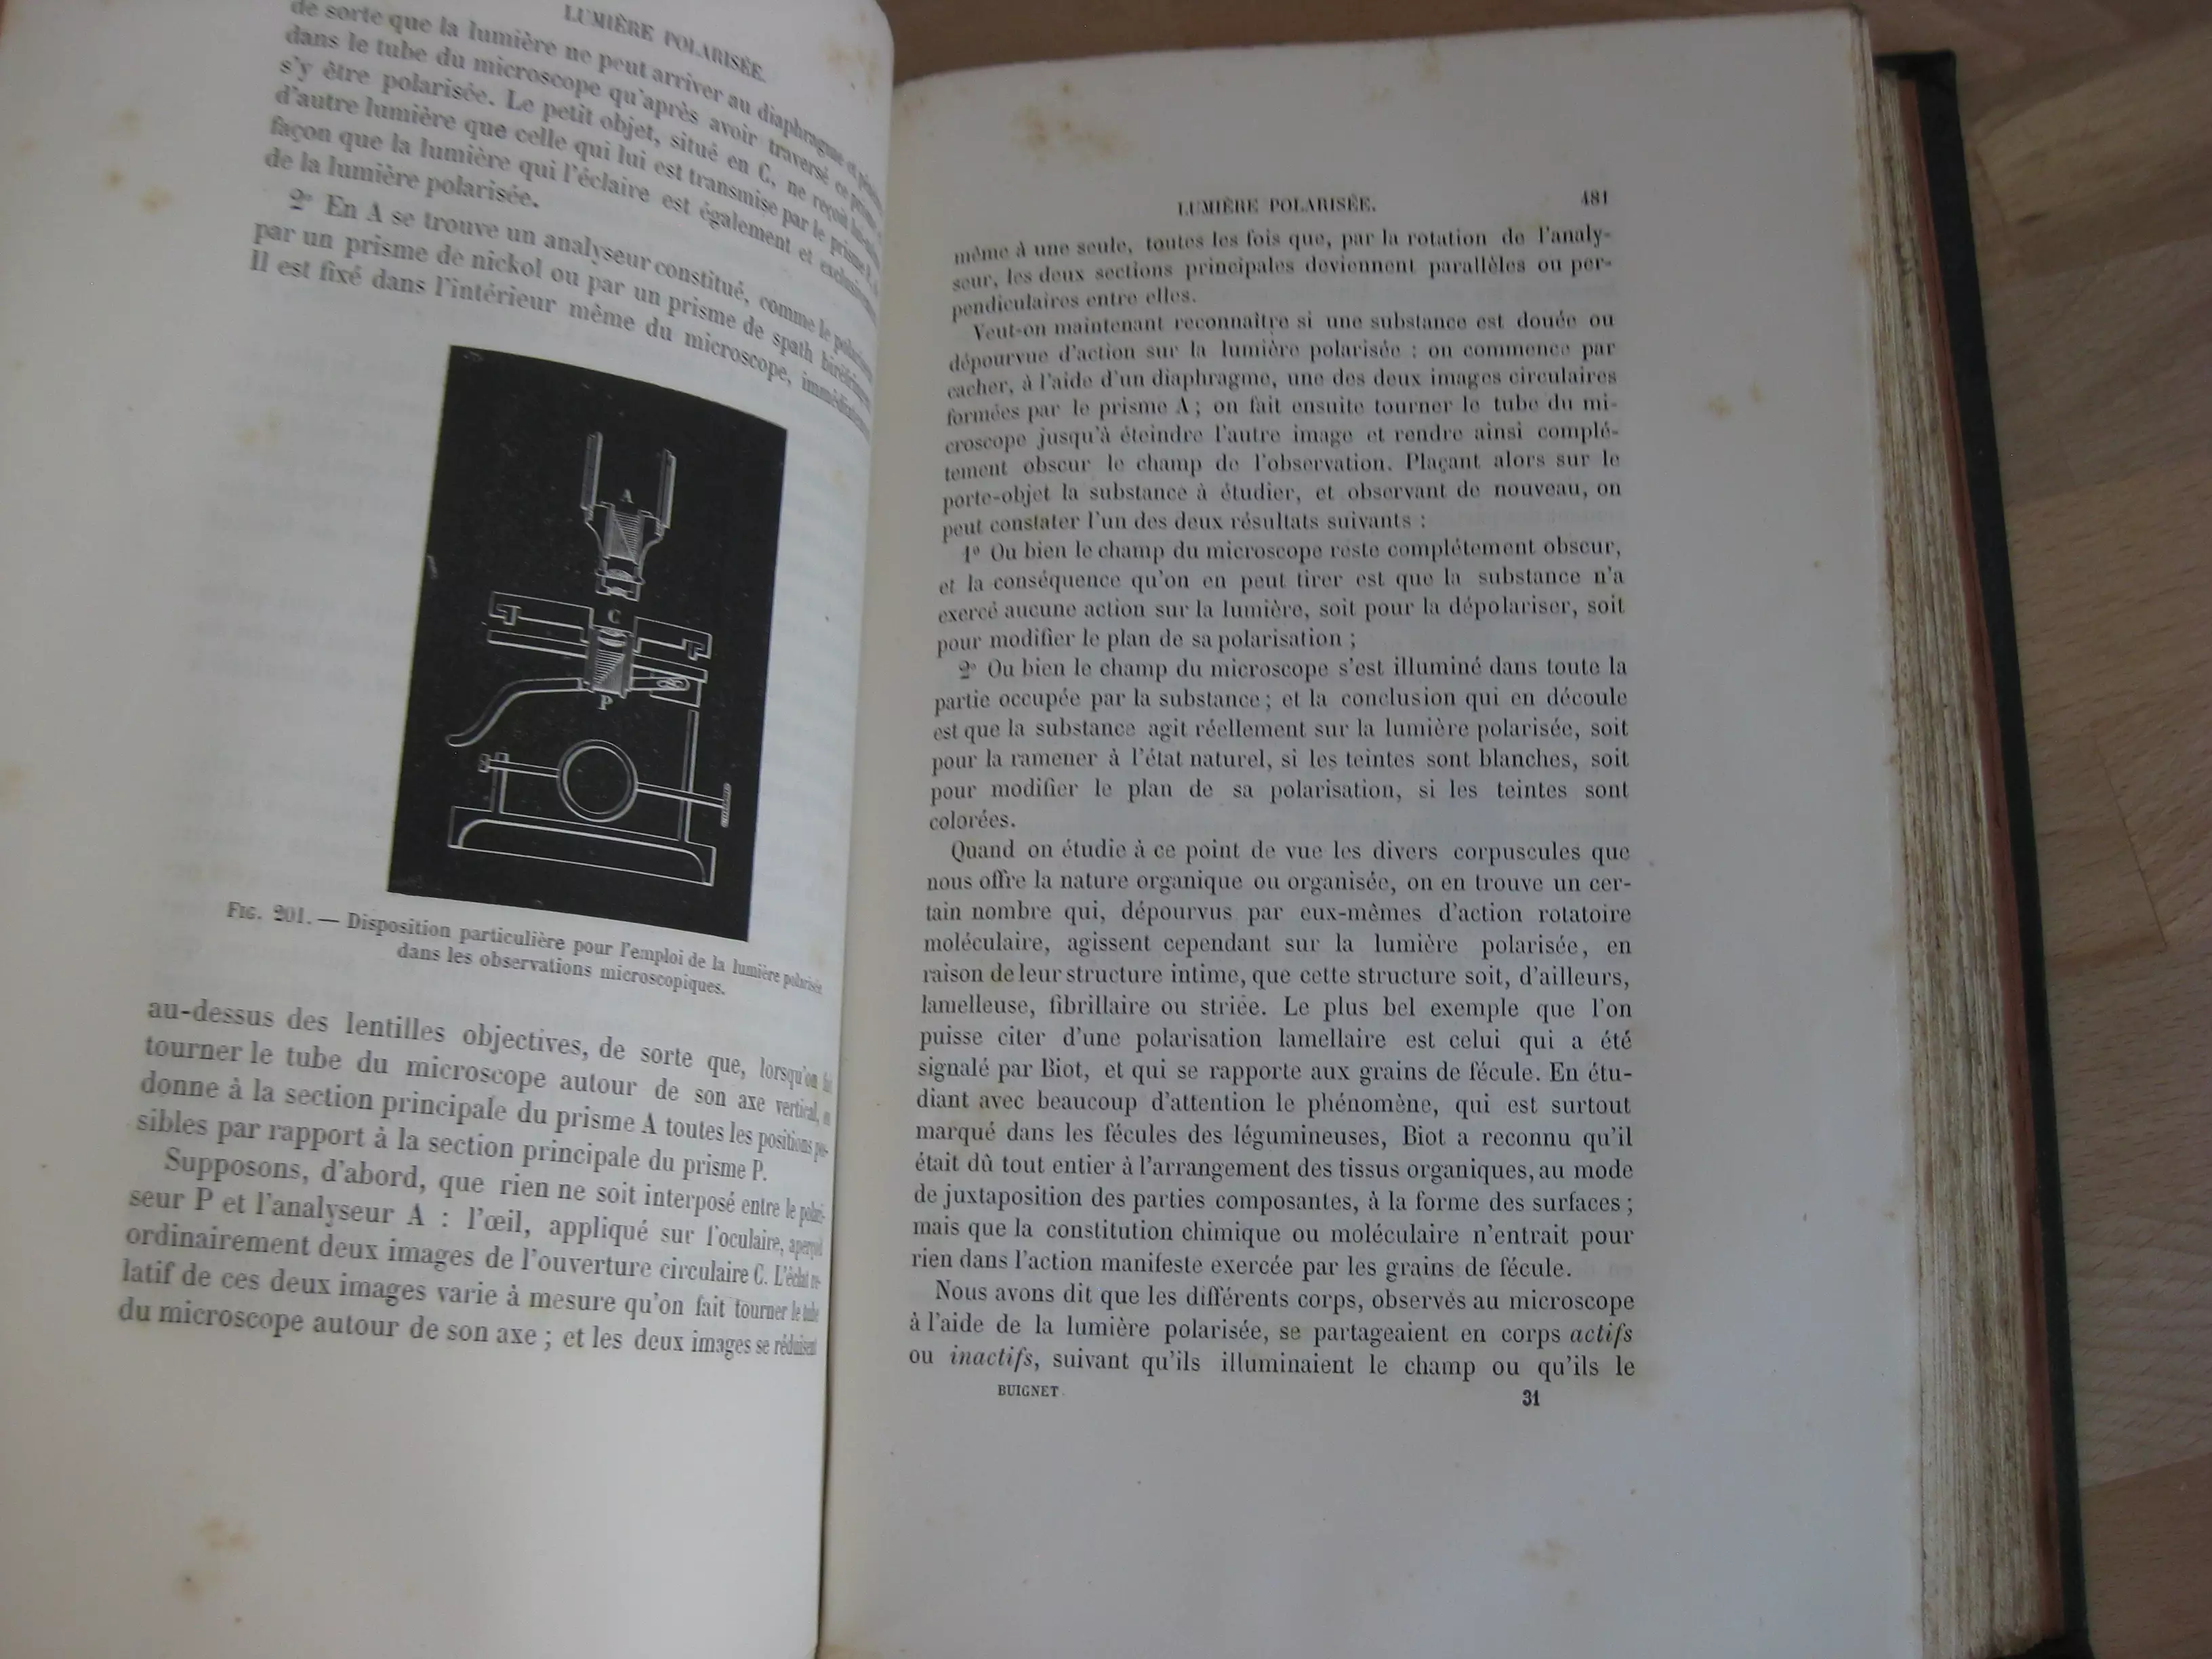 LUMIÈRE POLARISÉE.
de sorte que la lumière ne peut arriver au diaphragme et
dans le tube du microscope qu'après avoir traversé ce prisme
s'y être polarisée. Le petit objet, situé en C, ne reçoit
d'autre lumière que celle qui lui est transmise par le prisme P,
façon que la lumière qui l'éclaire est également et
de la lumière polarisée.
2° En A se trouve un analyseur constitué, comme le polariseur
par un prisme de nickol ou par un prisme de spath biréfringent
Il est fixé dans l'intérieur même du microscope, immédiatement
A
C
P
FIG. 201. — Disposition particulière pour l'emploi de la lumière polarisée
dans les observations microscopiques.
au-dessus des lentilles objectives, de sorte que, lorsqu'on
tourner le tube du microscope autour de son axe vertical,
donne à la section principale du prisme A toutes les positions pos-
sibles par rapport à la section principale du prisme P.
Supposons, d'abord, que rien ne soit interposé entre le polari-
seur P et l'analyseur A : l'œil, appliqué sur l'oculaire, aperçoit
ordinairement deux images de l'ouverture circulaire C. L'éclat re-
latif de ces deux images varie à mesure qu'on fait tourner le tube
du microscope autour de son axe ; et les deux images se réduisent
LUMIÈRE POLARISÉE. 481
même à une seule, toutes les fois que, par la rotation de l'analy-
seur, les deux sections principales deviennent parallèles ou per-
pendiculaires entre elles.
Veut-on maintenant reconnaître si une substance est douée ou
dépourvue d'action sur la lumière polarisée : on commence par
cacher, à l'aide d'un diaphragme, une des deux images circulaires
formées par le prisme A ; on fait ensuite tourner le tube du mi-
croscope jusqu'à éteindre l'autre image et rendre ainsi complé-
tement obscur le champ de l'observation. Plaçant alors sur le
porte-objet la substance à étudier, et observant de nouveau, on
peut constater l'un des deux résultats suivants :
1° Ou bien le champ du microscope reste complétement obscur,
et la conséquence qu'on en peut tirer est que la substance n'a
exercé aucune action sur la lumière, soit pour la dépolariser, soit
pour modifier le plan de sa polarisation ;
2° Ou bien le champ du microscope s'est illuminé dans toute la
partie occupée par la substance ; et la conclusion qui en découle
est que la substance agit réellement sur la lumière polarisée, soit
pour la ramener à l'état naturel, si les teintes sont blanches, soit
pour modifier le plan de sa polarisation, si les teintes sont
colorées.
Quand on étudie à ce point de vue les divers corpuscules que
nous offre la nature organique ou organisée, on en trouve un cer-
tain nombre qui, dépourvus par eux-mêmes d'action rotatoire
moléculaire, agissent cependant sur la lumière polarisée, en
raison de leur structure intime, que cette structure soit, d'ailleurs,
lamelleuse, fibrillaire ou striée. Le plus bel exemple que l'on
puisse citer d'une polarisation lamellaire est celui qui a été
signalé par Biot, et qui se rapporte aux grains de fécule. En étu-
diant avec beaucoup d'attention le phénomène, qui est surtout
marqué dans les fécules des légumineuses, Biot a reconnu qu'il
était dû tout entier à l'arrangement des tissus organiques, au mode
de juxtaposition des parties composantes, à la forme des surfaces ;
mais que la constitution chimique ou moléculaire n'entrait pour
rien dans l'action manifeste exercée par les grains de fécule.
Nous avons dit que les différents corps, observés au microscope
à l'aide de la lumière polarisée, se partageaient en corps actifs
ou inactifs, suivant qu'ils illuminaient le champ ou qu'ils le
BUIGNET 31